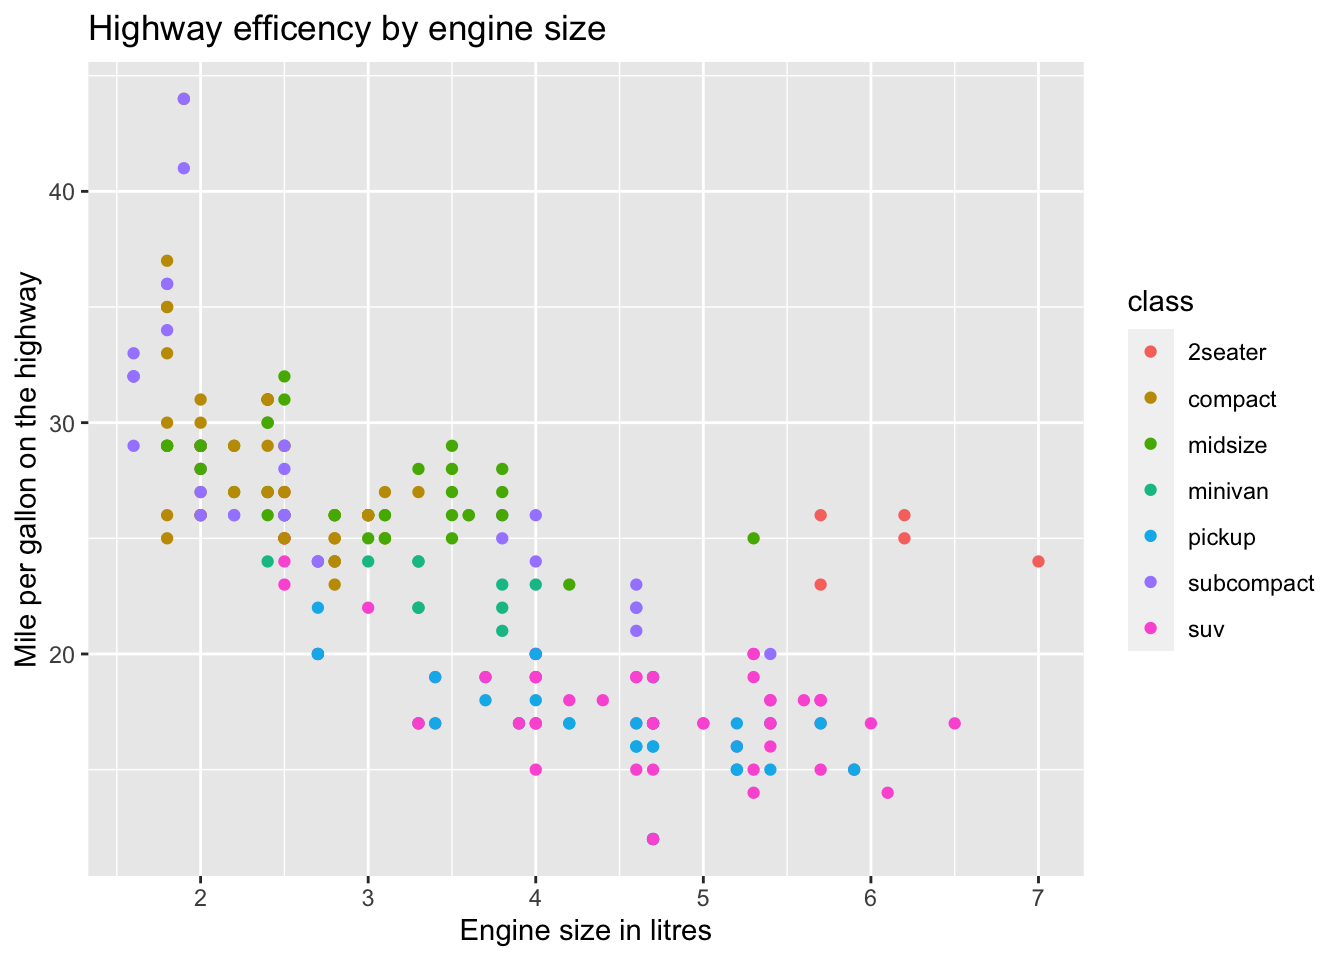 Highway efficency by engine size
Mile per gallon on the highway
40
30
20
2 3 4 5 6 7
Engine size in litres
class
2seater
compact
midsize
minivan
pickup
subcompact
suv